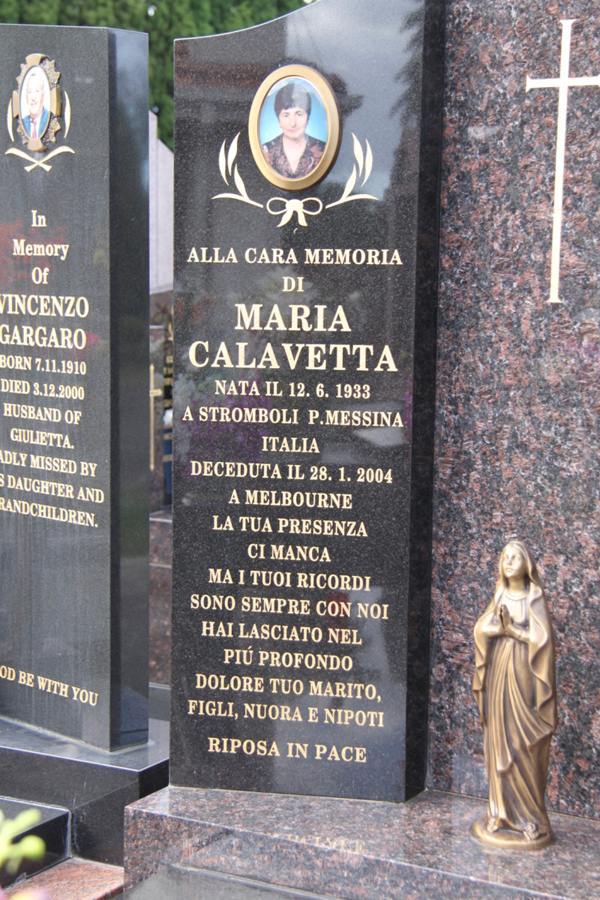 In
Memory
Of
VINCENZO
GARGARO
BORN 7.11.1910
DIED 3.12.2000
HUSBAND OF
GIULIETTA.
MISSED BY
DAUGHTER AND
BE WITH YOU
ALLA CARA MEMORIA
DI
MARIA
CALAVETTA
NATA IL 12. 6. 1933
A STROMBOLI P.MESSINA
ITALIA
DECEDUTA IL 28. 1. 2004
A MELBOURNE
LA TUA PRESENZA
CI MANCA
MA I TUOI RICORDI
SONO SEMPRE CON NOI
HAI LASCIATO NEL
PIÚ PROFONDO
DOLORE TUO MARITO,
FIGLI, NUORA E NIPOTI
RIPOSA IN PACE